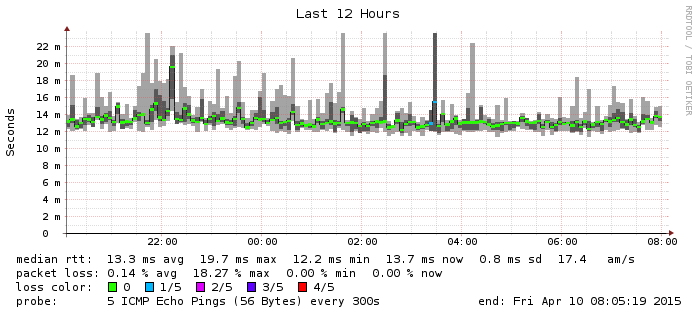 Last 12 Hours
RRDTOOL / TOBI OETIKER
Seconds
22 m
20 m
18 m
16 m
14 m
12 m
10 m
8 m
6 m
4 m
2 m
0
22:00 00:00 02:00 04:00 06:00 08:00
median rtt: 13.3 ms avg 19.7 ms max 12.2 ms min 13.7 ms now 0.8 ms sd 17.4 am/s
packet loss: 0.14 % avg 18.27 % max 0.00 % min 0.00 % now
loss color: 0 1/5 2/5 3/5 4/5
probe: 5 ICMP Echo Pings (56 Bytes) every 300s end: Fri Apr 10 08:05:19 2015